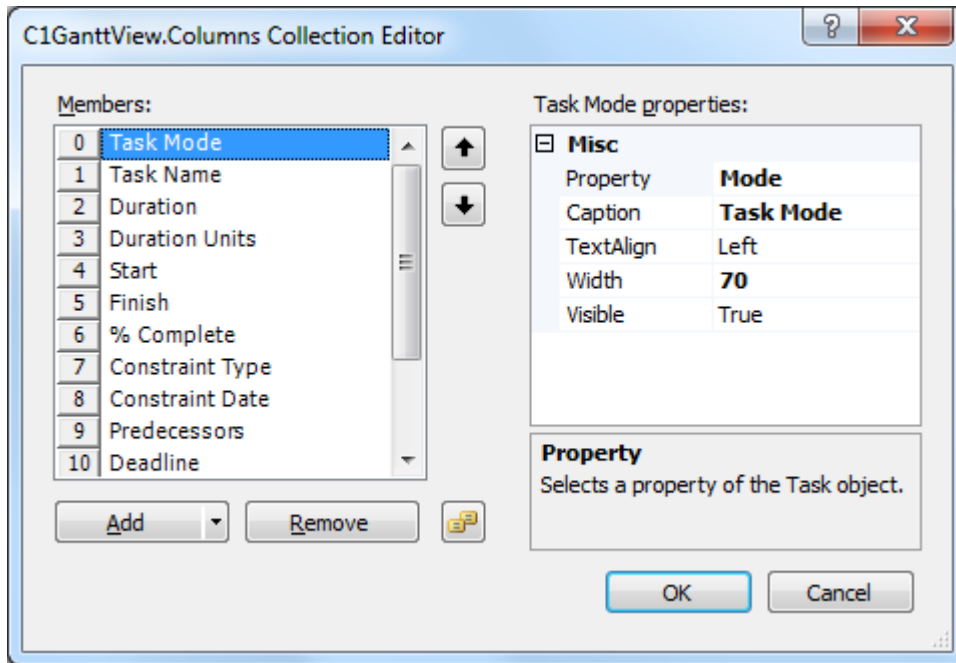 C1GanttView.Columns Collection Editor
Members:
0 Task Mode
1 Task Name
2 Duration
3 Duration Units
4 Start
5 Finish
6 % Complete
7 Constraint Type
8 Constraint Date
9 Predecessors
10 Deadline
Add
Remove
Task Mode properties:
Misc
Property Mode
Caption Task Mode
TextAlign Left
Width 70
Visible True
Property
Selects a property of the Task object.
OK
Cancel